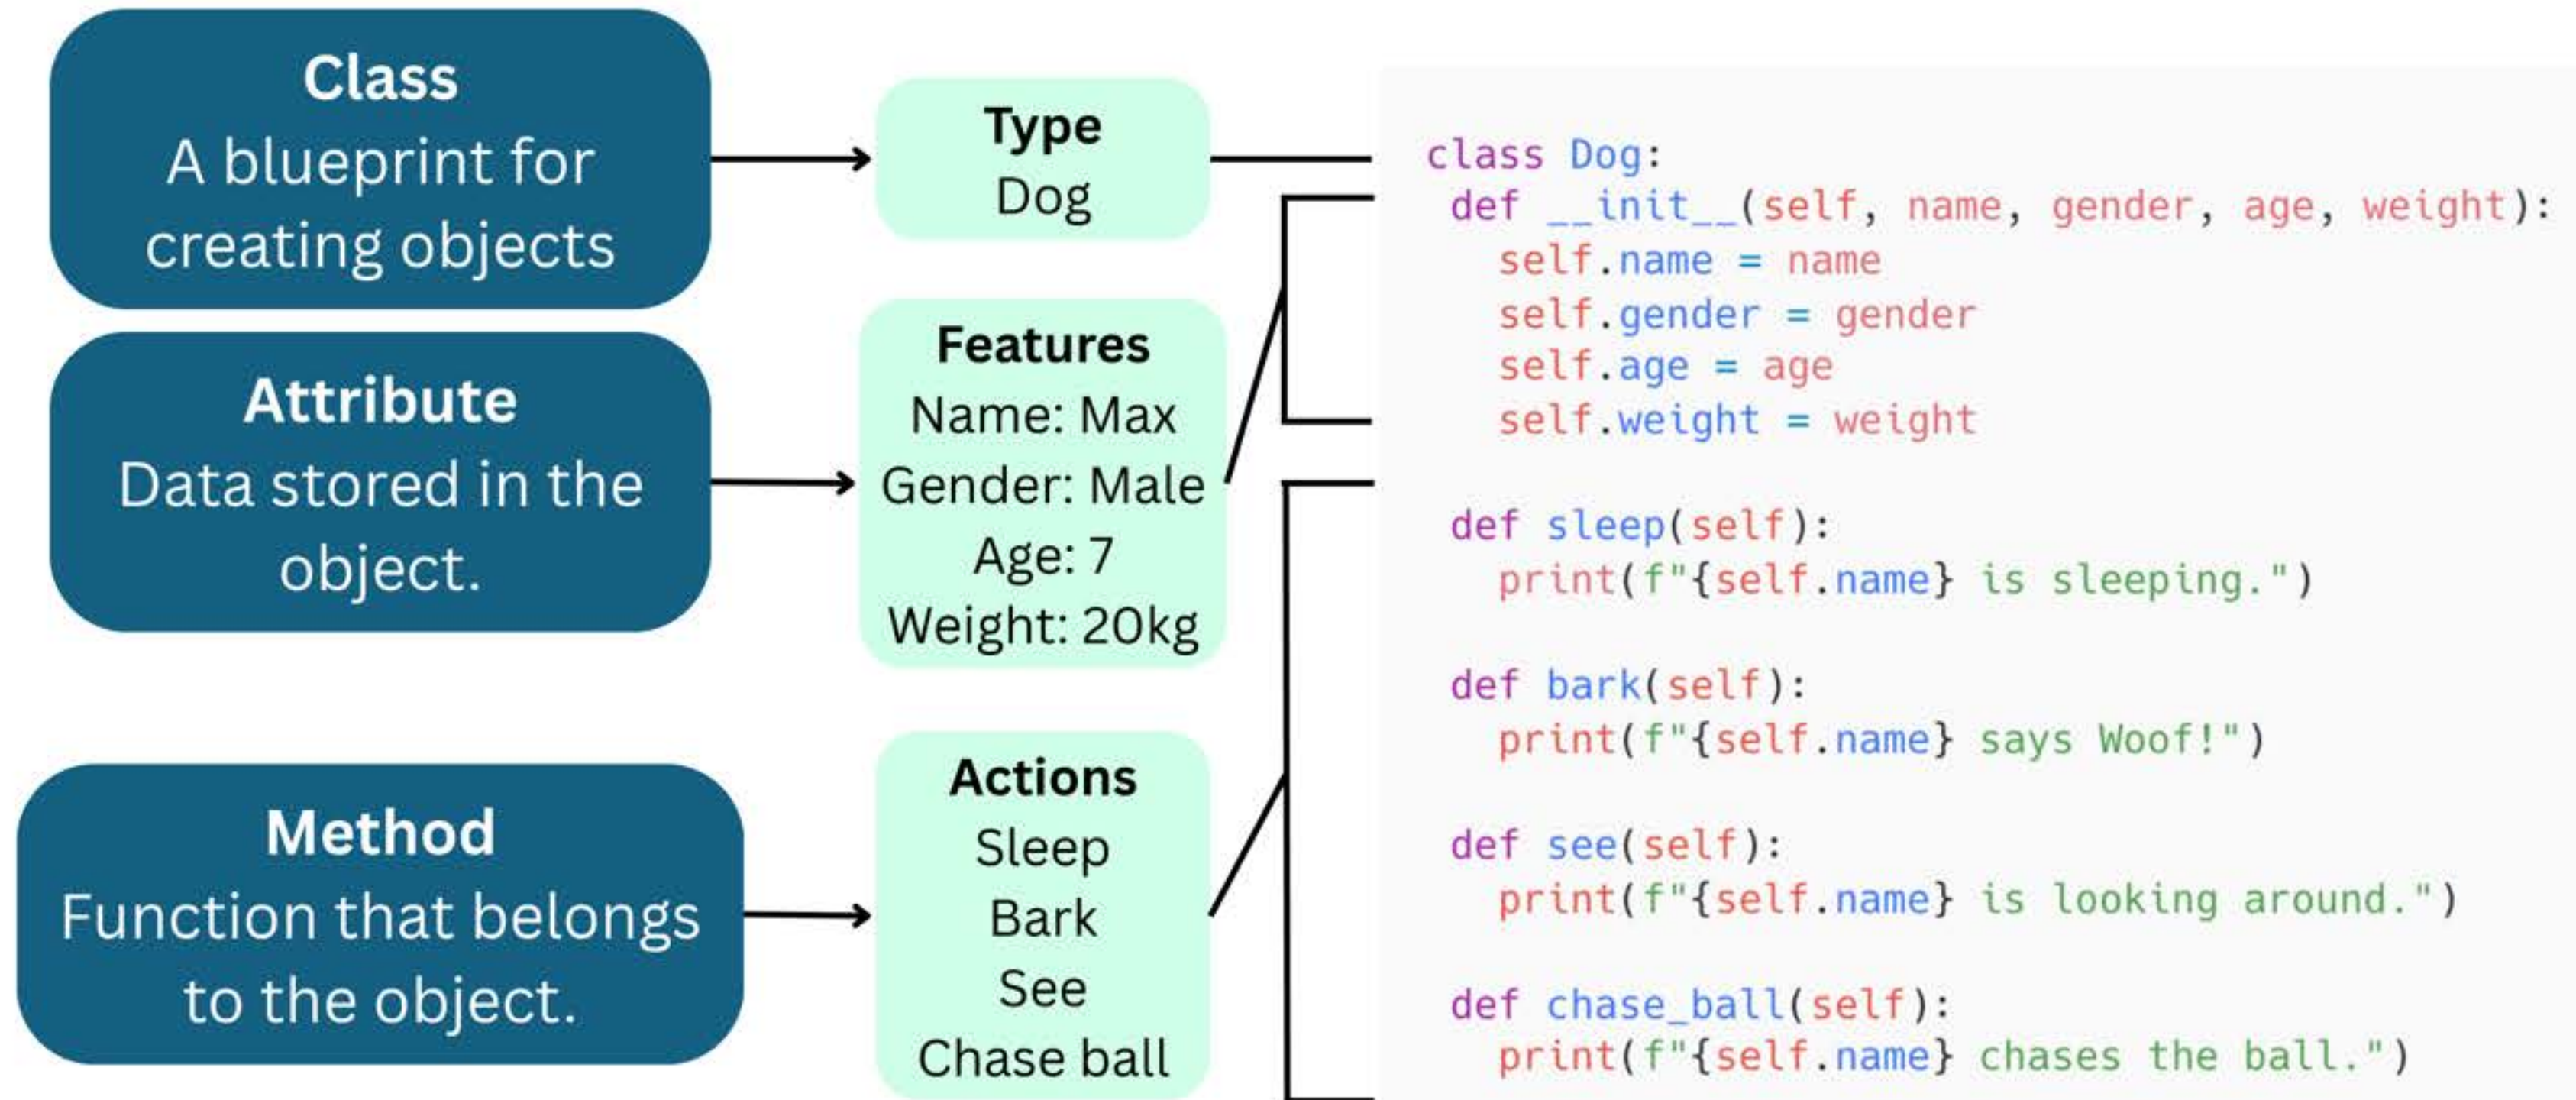 Class
A blueprint for
creating objects
Attribute
Data stored in the
object.
Method
Function that belongs
to the object.
Type
Dog
Features
Name: Max
Gender: Male
Age: 7
Weight: 20kg
Actions
Sleep
Bark
See
Chase ball
class Dog:
 def __init__(self, name, gender, age, weight):
   self.name = name
   self.gender = gender
   self.age = age
   self.weight = weight
 def sleep(self):
   print(f"{self.name} is sleeping.")
 def bark(self):
   print(f"{self.name} says Woof!")
 def see(self):
   print(f"{self.name} is looking around.")
 def chase_ball(self):
   print(f"{self.name} chases the ball.")